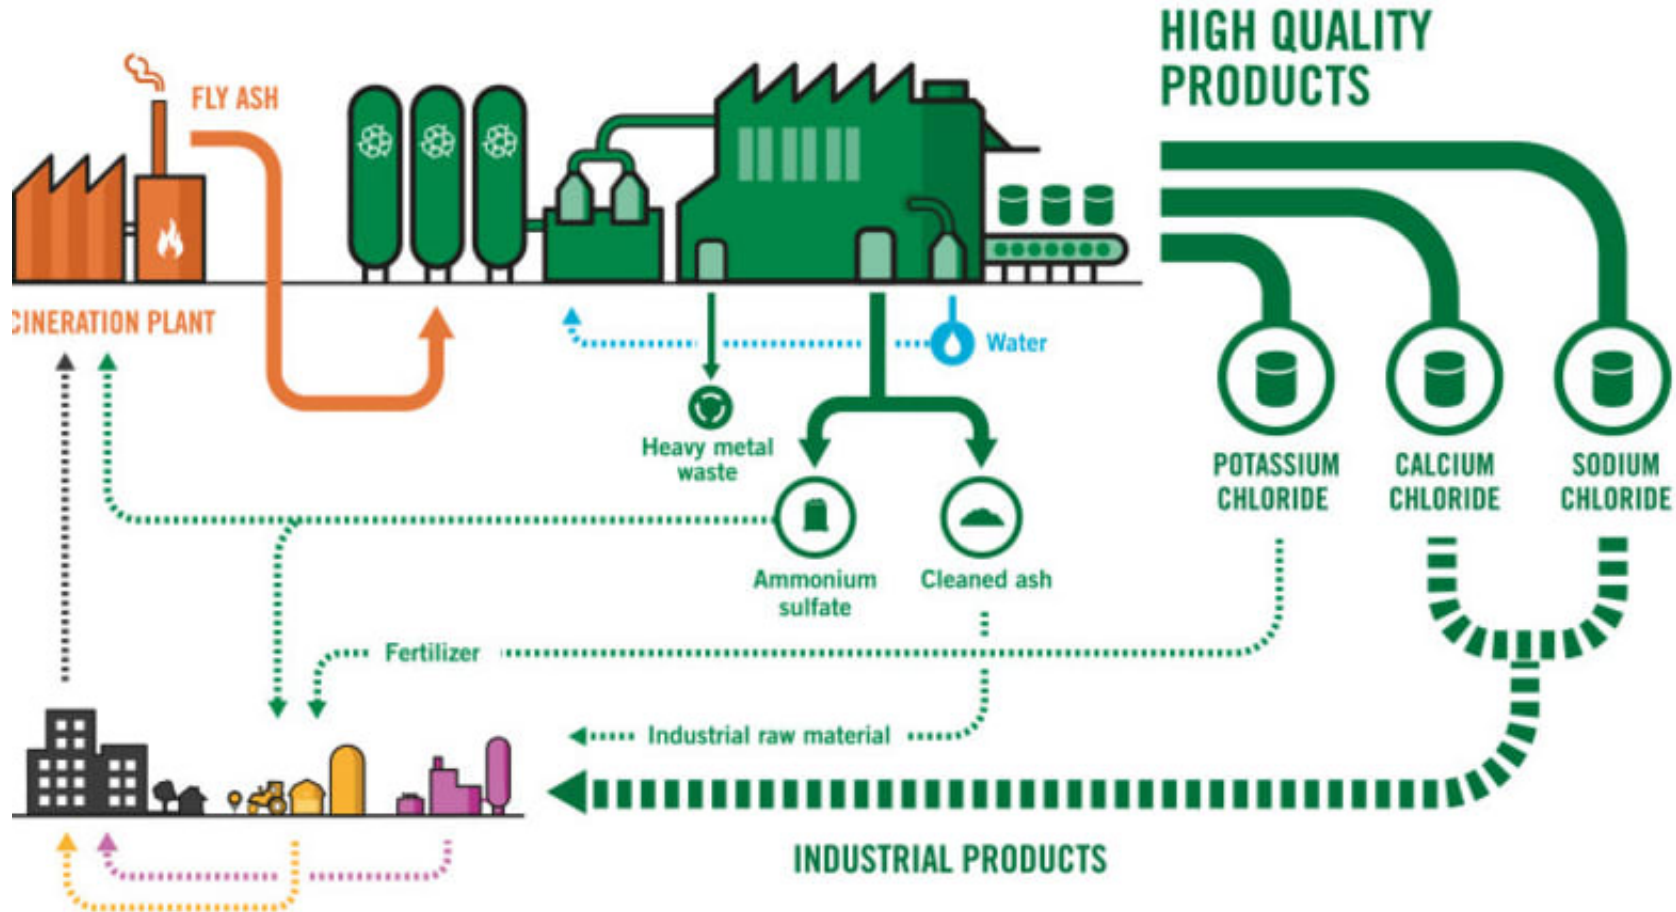 HIGH QUALITY
PRODUCTS
FLY ASH
CINERATION PLANT
Water
Heavy metal
waste
POTASSIUM
CHLORIDE
CALCIUM
CHLORIDE
SODIUM
CHLORIDE
Ammonium
sulfate
Cleaned ash
Fertilizer
Industrial raw material
INDUSTRIAL PRODUCTS